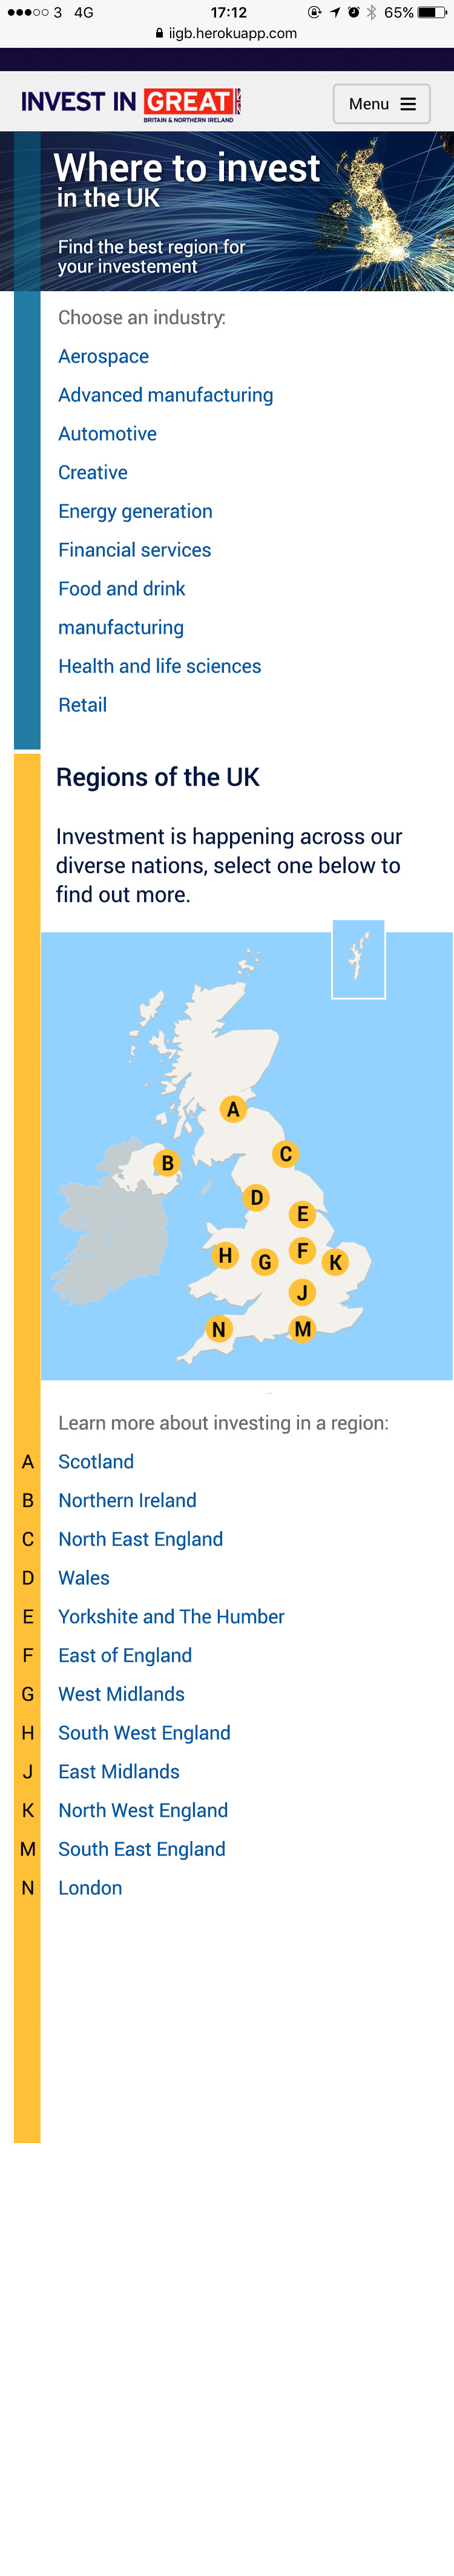 3 4G 17:12 65%
iigb.herokuapp.com
INVEST IN GREAT
BRITAIN & NORTHERN IRELAND
Menu
Where to invest
in the UK
Find the best region for
your investement
Choose an industry:
Aerospace
Advanced manufacturing
Automotive
Creative
Energy generation
Financial services
Food and drink
manufacturing
Health and life sciences
Retail
Regions of the UK
Investment is happening across our
diverse nations, select one below to
find out more.
A
C
B
D
E
F
H
G
K
J
N
M
Learn more about investing in a region:
A Scotland
B Northern Ireland
C North East England
D Wales
E Yorkshite and The Humber
F East of England
G West Midlands
H South West England
J East Midlands
K North West England
M South East England
N London